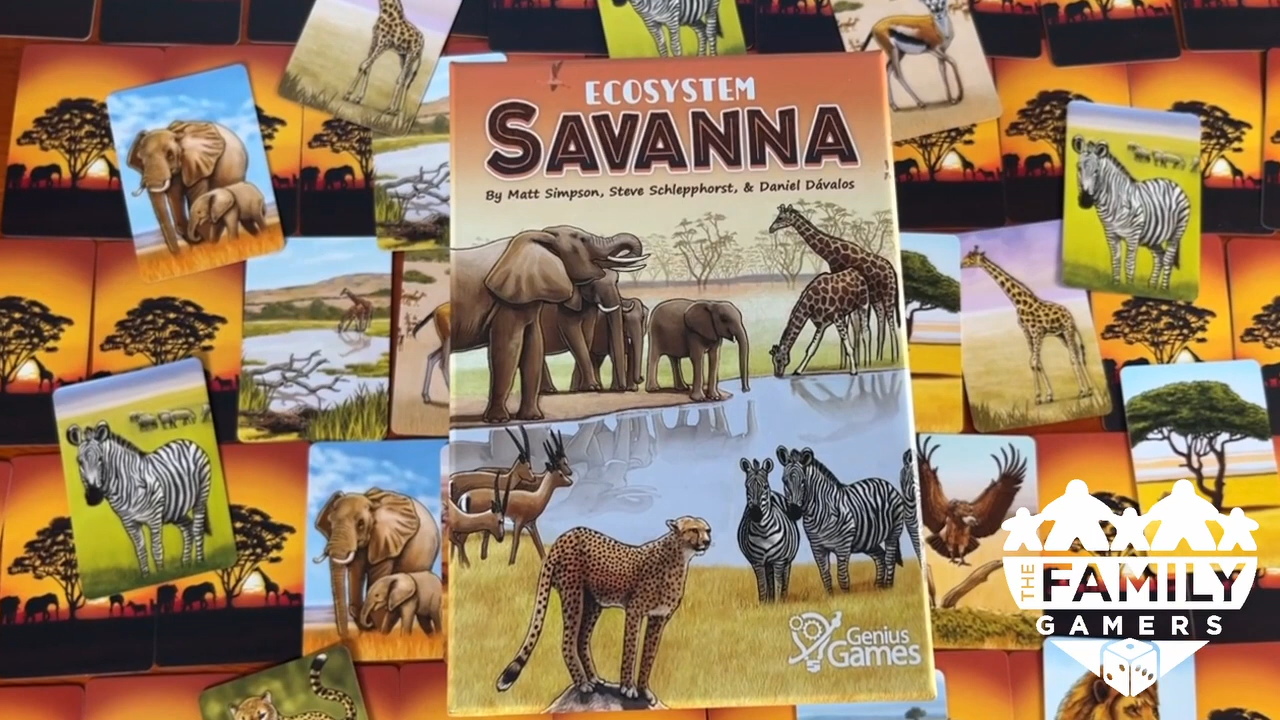 ECOSYSTEM
SAVANNA
By Matt Simpson, Steve Schlepphorst, & Daniel Dávalos
Genius
Games
THE FAMILY
GAMERS